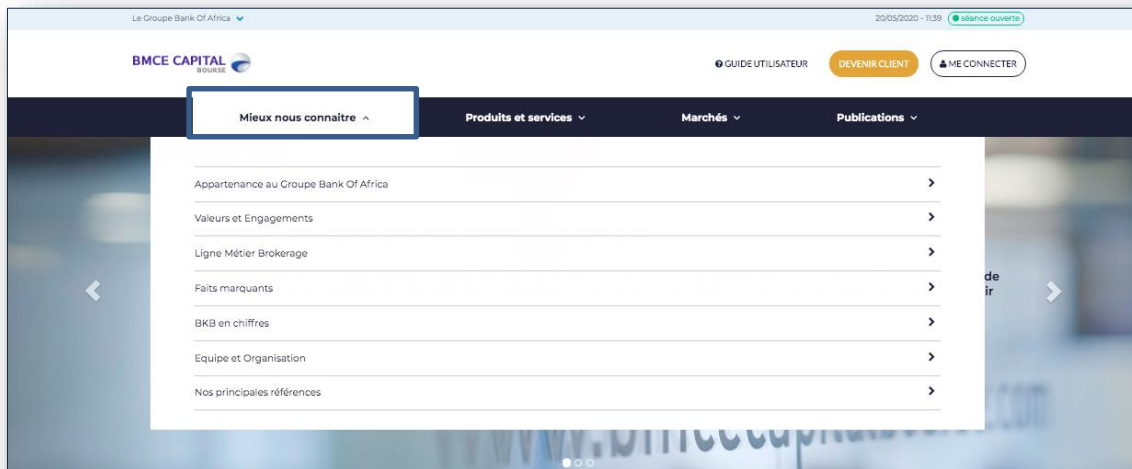 Le Groupe Bank Of Africa
20/05/2020 - 11:39 séance ouverte
BMCE CAPITAL
BOURSE
GUIDE UTILISATEUR
DEVENIR CLIENT
ME CONNECTER
Mieux nous connaitre
Produits et services
Marchés
Publications
Appartenance au Groupe Bank Of Africa
Valeurs et Engagements
Ligne Métier Brokerage
Faits marquants
de
ir
BKB en chiffres
Equipe et Organisation
Nos principales références